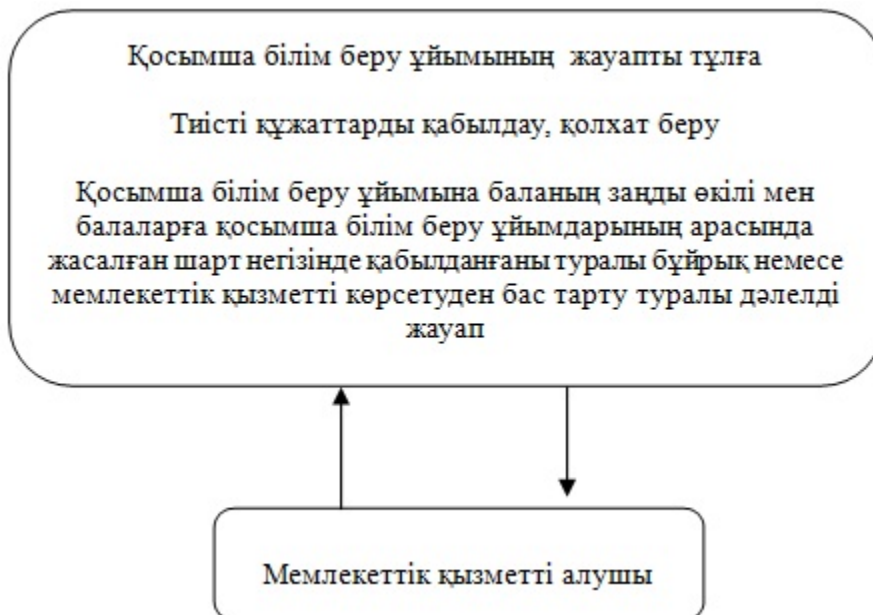 Қосымша білім беру ұйымының жауапты тұлға
Тиісті құжаттарды қабылдау, қолхат беру
Қосымша білім беру ұйымына баланың заңды өкілі мен
балаларға қосымша білім беру ұйымдарының арасында
жасалған шарт негізінде қабылданғаны туралы бұйрық немесе
мемлекеттік қызметті көрсетуден бас тарту туралы дәлелді
жауап
Мемлекеттік қызметті алушы